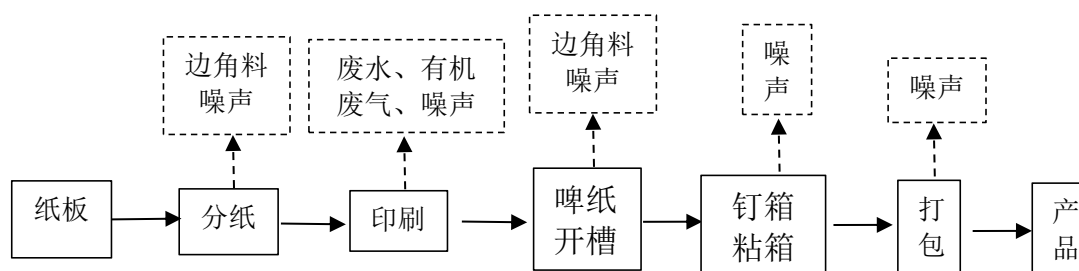 边角料
噪声
废水、有机
废气、噪声
边角料
噪声
噪
声
噪声
纸板
分纸
印刷
啤纸
开槽
钉箱
粘箱
打
包
产
品